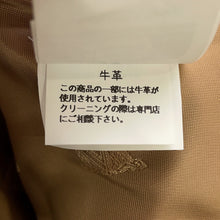 牛革
この商品の一部には牛革が
使用されています。
クリーニングの際は専門店
にご相談下さい。